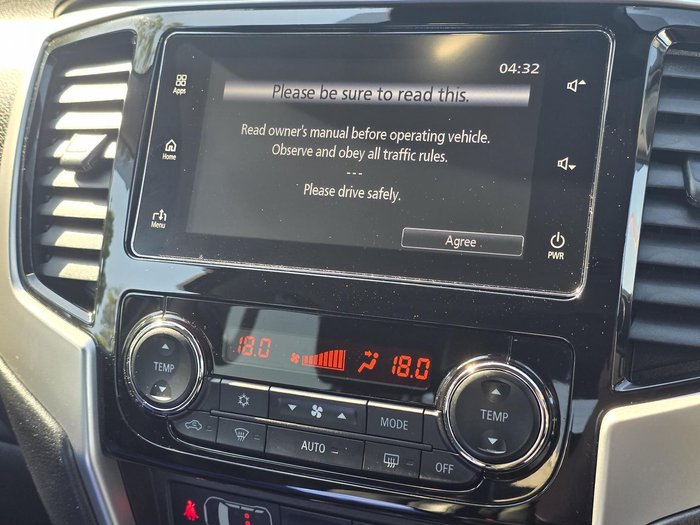 04:32
Apps
Please be sure to read this.
Home
Read owner's manual before operating vehicle.
Observe and obey all traffic rules.
---
Please drive safely.
Menu
Agree
PWR
18.0
18.0
TEMP
TEMP
MODE
AUTO
OFF